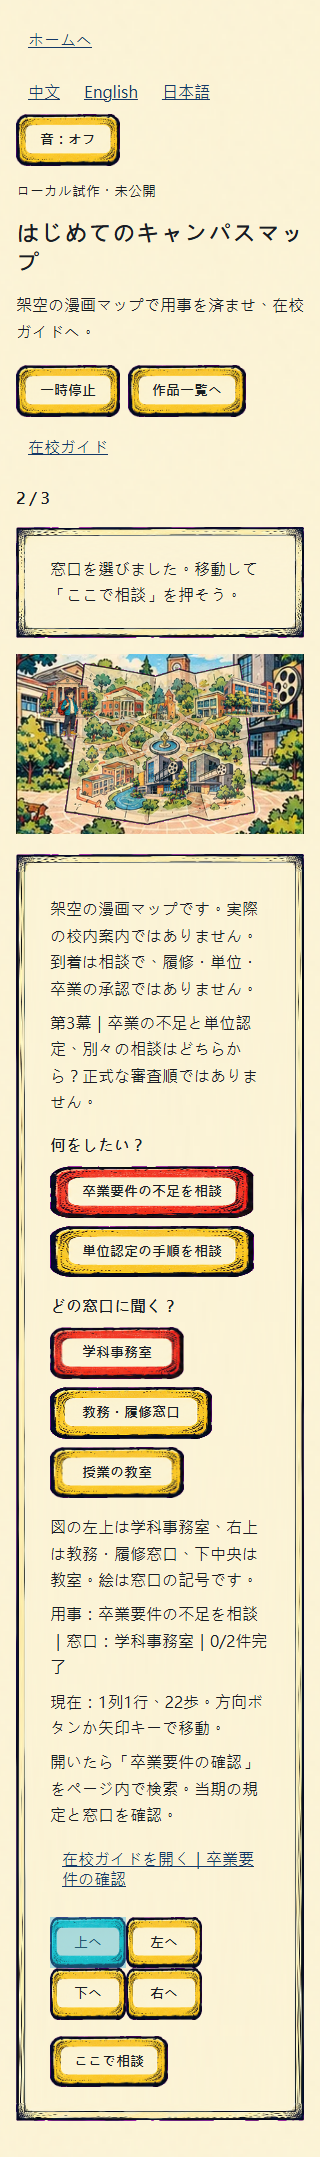 ホームへ
中文 English 日本語
音：オフ
ローカル試作・未公開
はじめてのキャンパスマッ
プ
架空の漫画マップで用事を済ませ、在校
ガイドへ。
一時停止 作品一覧へ
在校ガイド
2 / 3
窓口を選びました。移動して
「ここで相談」を押そう。
架空の漫画マップです。実際
の校内案内ではありません。
到着は相談で、履修・単位・
卒業の承認ではありません。
第3幕｜卒業の不足と単位認
定、別々の相談はどちらか
ら？正式な審査順ではありま
せん。
何をしたい？
卒業要件の不足を相談
単位認定の手順を相談
どの窓口に聞く？
学科事務室
教務・履修窓口
授業の教室
図の左上は学科事務室、右上
は教務・履修窓口、下中央は
教室。絵は窓口の記号です。
用事：卒業要件の不足を相談
｜窓口：学科事務室｜0/2件完
了
現在：1列1行、22歩。方向ボ
タンか矢印キーで移動。
開いたら「卒業要件の確認」
をページ内で検索。当期の規
定と窓口を確認。
在校ガイドを開く｜卒業要
件の確認
上へ 左へ
下へ 右へ
ここで相談